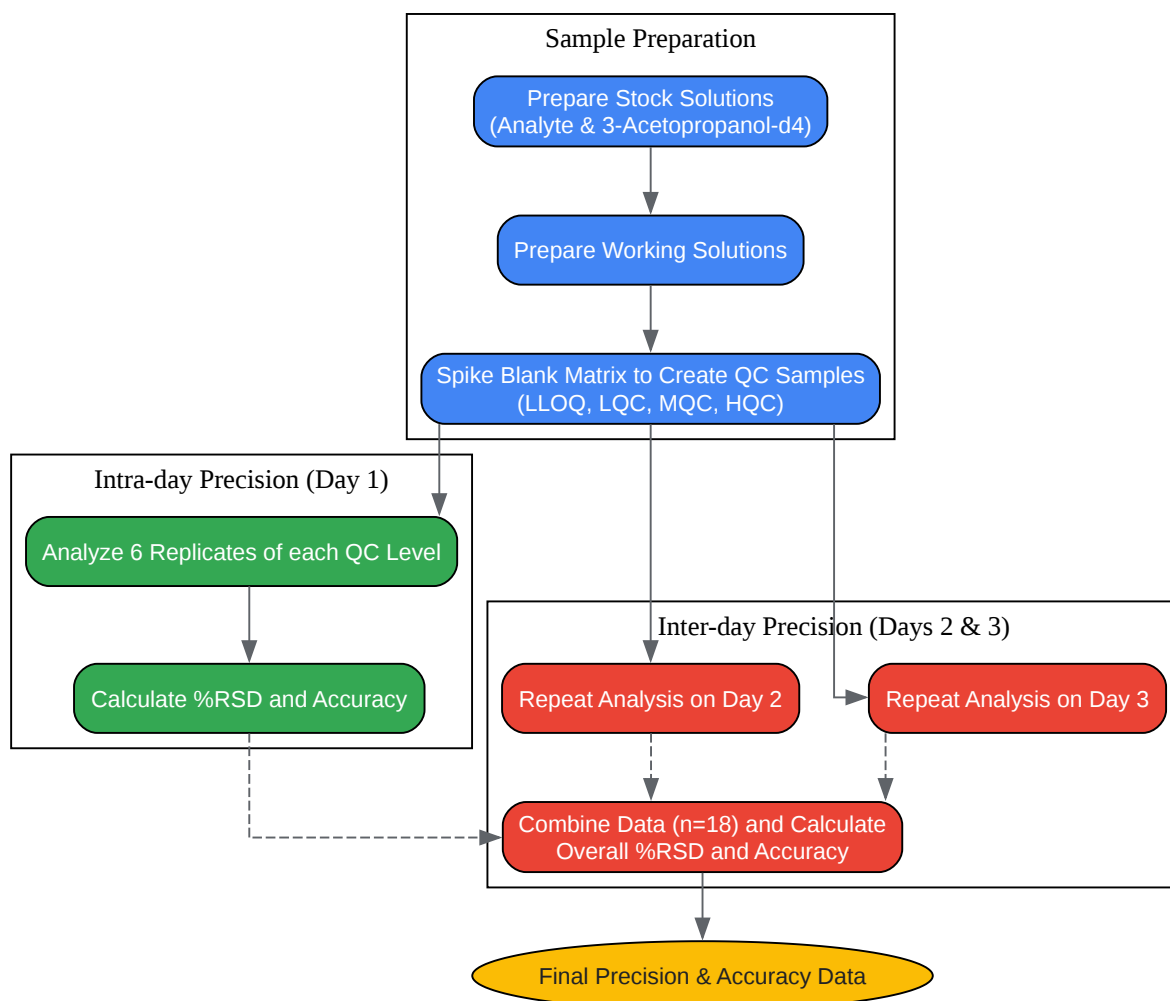 Sample Preparation
Prepare Stock Solutions
(Analyte & 3-Acetopropanol-d4)
Prepare Working Solutions
Spike Blank Matrix to Create QC Samples
(LLOQ, LQC, MQC, HQC)
Intra-day Precision (Day 1)
Analyze 6 Replicates of each QC Level
Calculate %RSD and Accuracy
Inter-day Precision (Days 2 & 3)
Repeat Analysis on Day 2
Repeat Analysis on Day 3
Combine Data (n=18) and Calculate
Overall %RSD and Accuracy
Final Precision & Accuracy Data